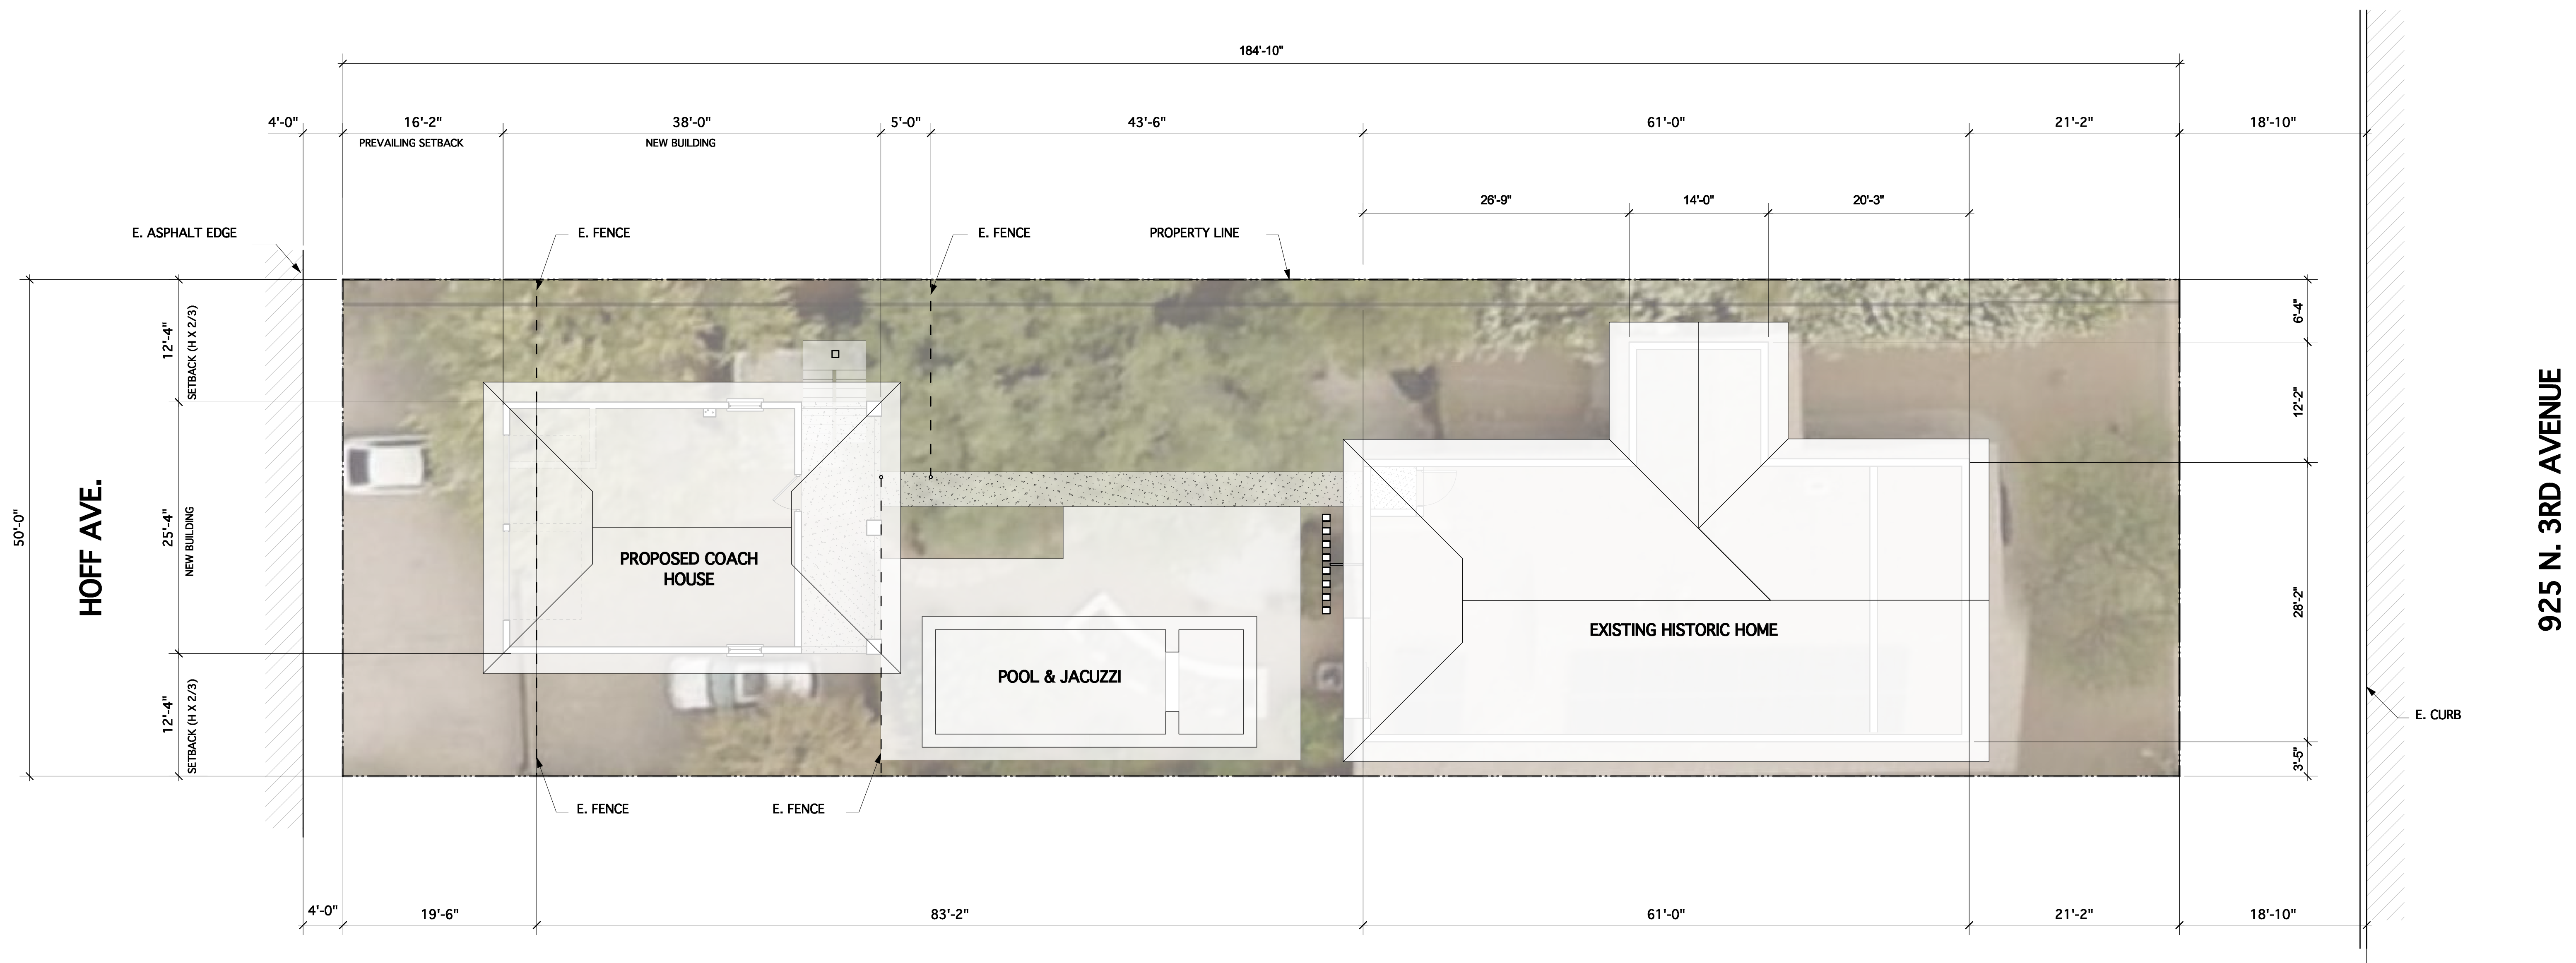 184'-10"
4'-0"
16'-2"
38'-0"
5'-0"
43'-6"
61'-0"
21'-2"
18'-10"
PREVAILING SETBACK
NEW BUILDING
26'-9"
14'-0"
20'-3"
E. ASPHALT EDGE
E. FENCE
E. FENCE
PROPERTY LINE
12'-4"
SETBACK (H X 2/3)
6'-4"
12'-2"
HOFF AVE.
50'-0"
25'-4"
NEW BUILDING
PROPOSED COACH
HOUSE
POOL & JACUZZI
EXISTING HISTORIC HOME
28'-2"
925 N. 3RD AVENUE
12'-4"
SETBACK (H X 2/3)
E. CURB
3'-5"
E. FENCE
E. FENCE
4'-0"
19'-6"
83'-2"
61'-0"
21'-2"
18'-10"